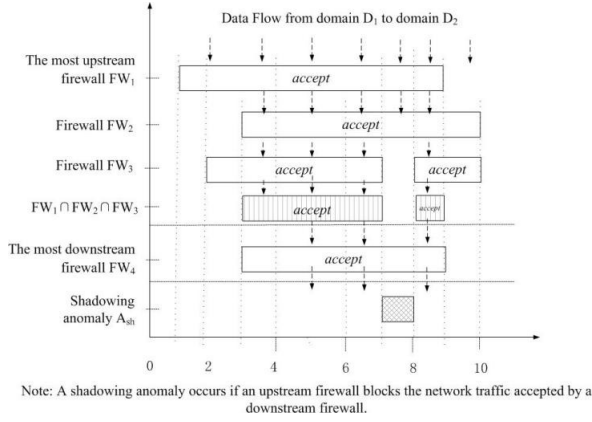 Data Flow from domain D₁ to domain D₂
The most upstream
firewall FW₁
accept
Firewall FW₂
accept
Firewall FW₃
accept
accept
FW₁∩FW₂∩FW₃
accept
accept
The most downstream
firewall FW₄
accept
Shadowing
anomaly Aₛₕ
0 2 4 6 8 10
Note: A shadowing anomaly occurs if an upstream firewall blocks the network traffic accepted by a
downstream firewall.